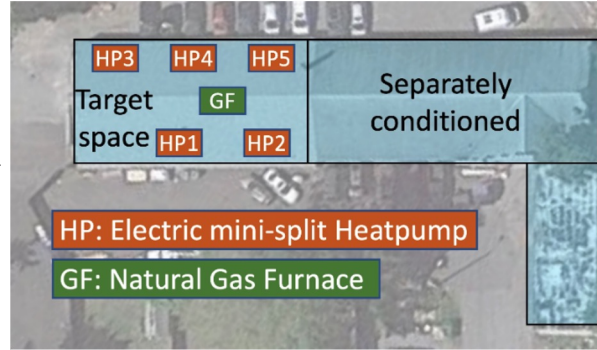 HP3 HP4 HP5
Target GF
space HP1 HP2
Separately
conditioned
HP: Electric mini-split Heatpump
GF: Natural Gas Furnace